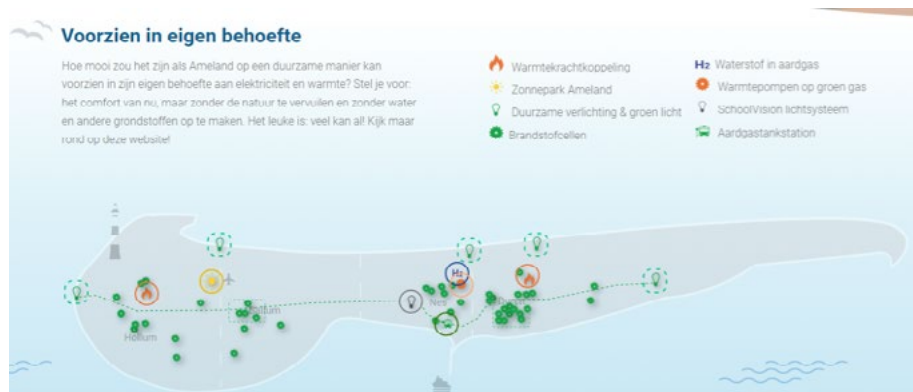 Voorzien in eigen behoefte
Hoe mooi zou het zijn als Ameland op een duurzame manier kan
voorzien in zijn eigen behoefte aan elektriciteit en warmte? Stel je voor:
het comfort van nu, maar zonder de natuur te vervuilen en zonder water
en andere grondstoffen op te maken. Het leuke is: veel kan al! Kijk maar
rond op deze website!
Warmtekrachtkoppeling
Zonnepark Ameland
Duurzame verlichting & groen licht
Brandstofcellen
H2 Waterstof in aardgas
Warmtepompen op groen gas
SchoolVision lichtsysteem
Aardgastankstation
H2
Nes
Hollum